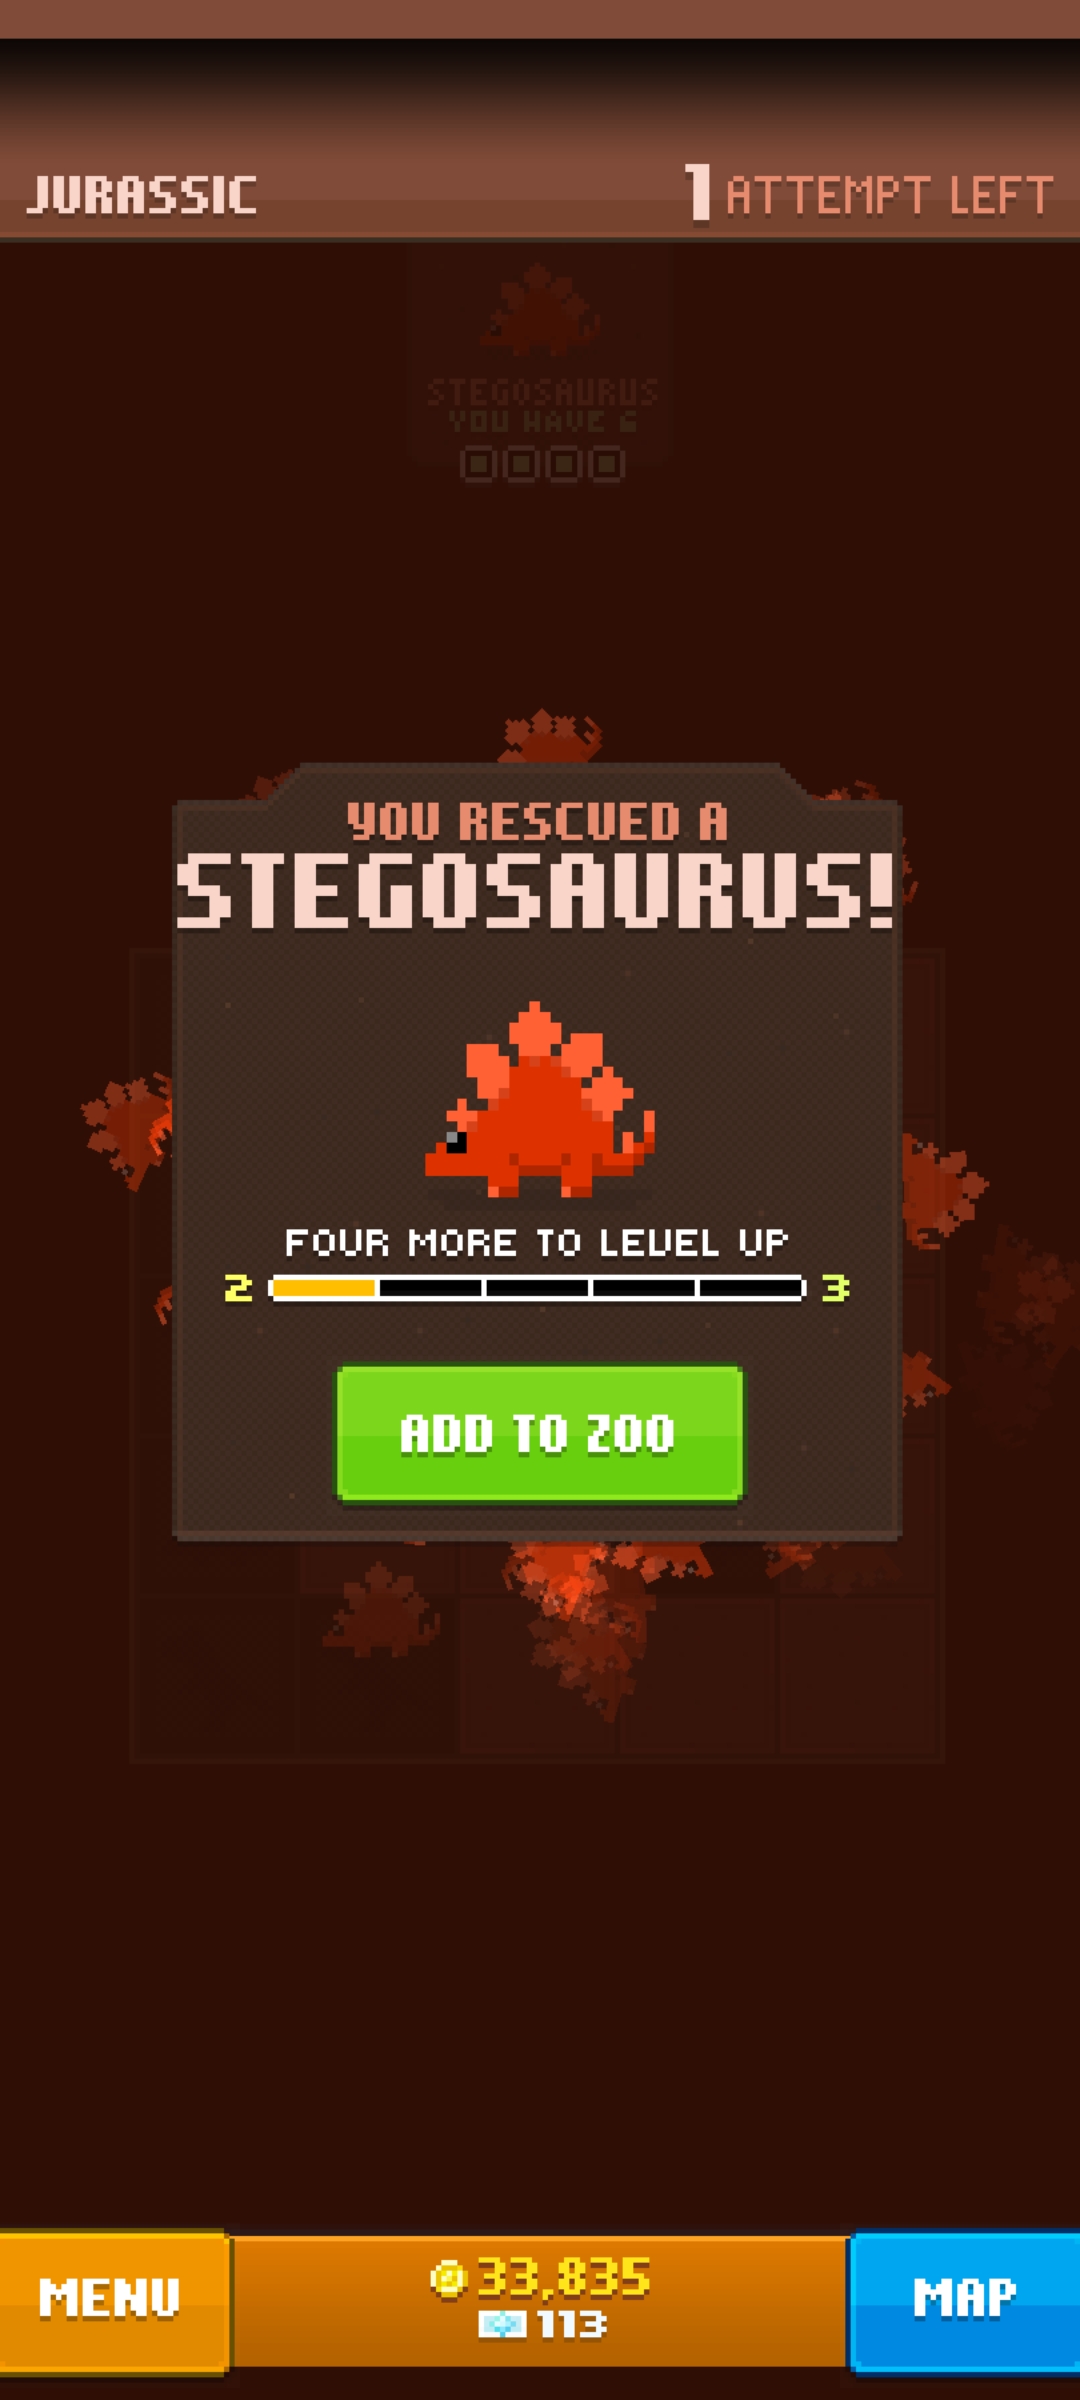 JURASSIC
1 ATTEMPT LEFT
STEGOSAURUS
YOU HAVE 6
YOU RESCUED A
STEGOSAURUS!
FOUR MORE TO LEVEL UP
2 3
ADD TO ZOO
MENU
33,835
113
MAP